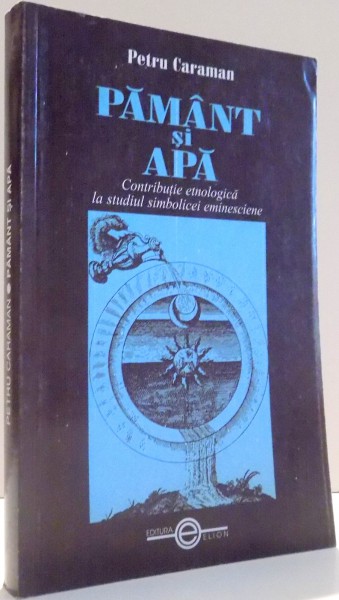 Petru Caraman
PĂMÂNT
și
APĂ
Contribuție etnologică
la studiul simbolicei eminesciene
EDITURA
ELION
PETRU CARAMAN ● PĂMÂNT ȘI APĂ